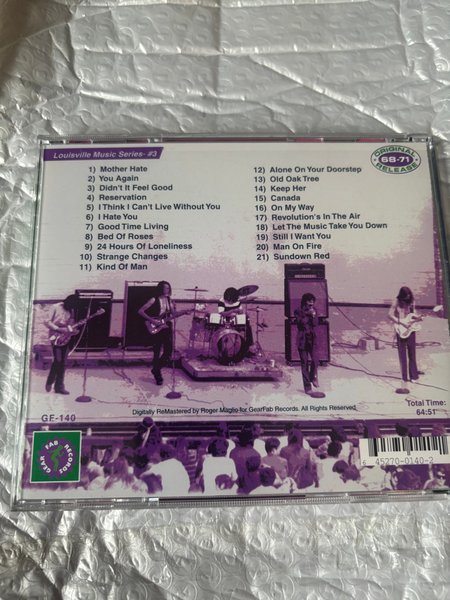 Louisville Music Series- #3
ORIGINAL
68-71
RELEASE
1) Mother Hate
2) You Again
3) Didn't It Feel Good
4) Reservation
5) I Think I Can't Live Without You
6) I Hate You
7) Good Time Living
8) Bed Of Roses
9) 24 Hours Of Loneliness
10) Strange Changes
11) Kind Of Man
12) Alone On Your Doorstep
13) Old Oak Tree
14) Keep Her
15) Canada
16) On My Way
17) Revolution's In The Air
18) Let The Music Take You Down
19) Still I Want You
20) Man On Fire
21) Sundown Red
Digitally ReMastered by Roger Maglio for GearFab Records. All Rights Reserved
Total Time:
64:51
GF-140
GEAR FAB RECORDS
6 45270-0140-2